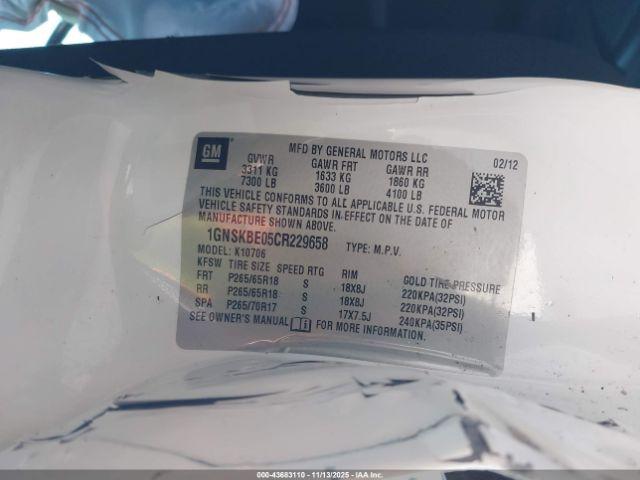 GM
MFD BY GENERAL MOTORS LLC
02/12
GVWR GAWR FRT GAWR RR
3311 KG 1633 KG 1860 KG
7300 LB 3600 LB 4100 LB
THIS VEHICLE CONFORMS TO ALL APPLICABLE U.S. FEDERAL MOTOR
VEHICLE SAFETY STANDARDS IN EFFECT ON THE DATE OF
MANUFACTURE SHOWN ABOVE.
1GNSKBE05CR229658 TYPE: M.P.V.
MODEL: K10706
KFSW TIRE SIZE SPEED RTG RIM COLD TIRE PRESSURE
FRT P265/65R18 S 18X8J 220KPA(32PSI)
RR P265/65R18 S 18X8J 220KPA(32PSI)
SPA P265/70R17 S 17X7.5J 240KPA(35PSI)
SEE OWNER'S MANUAL FOR MORE INFORMATION.
000-43683110 - 11/13/2025 - IAA Inc.